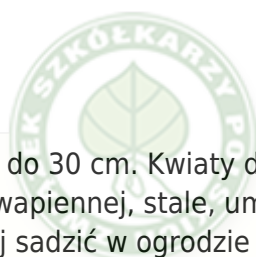 EK SZKÓŁKARZY PO
do 30 cm. Kwiaty d
wapiennej, stale, um
j sadzić w ogrodzie